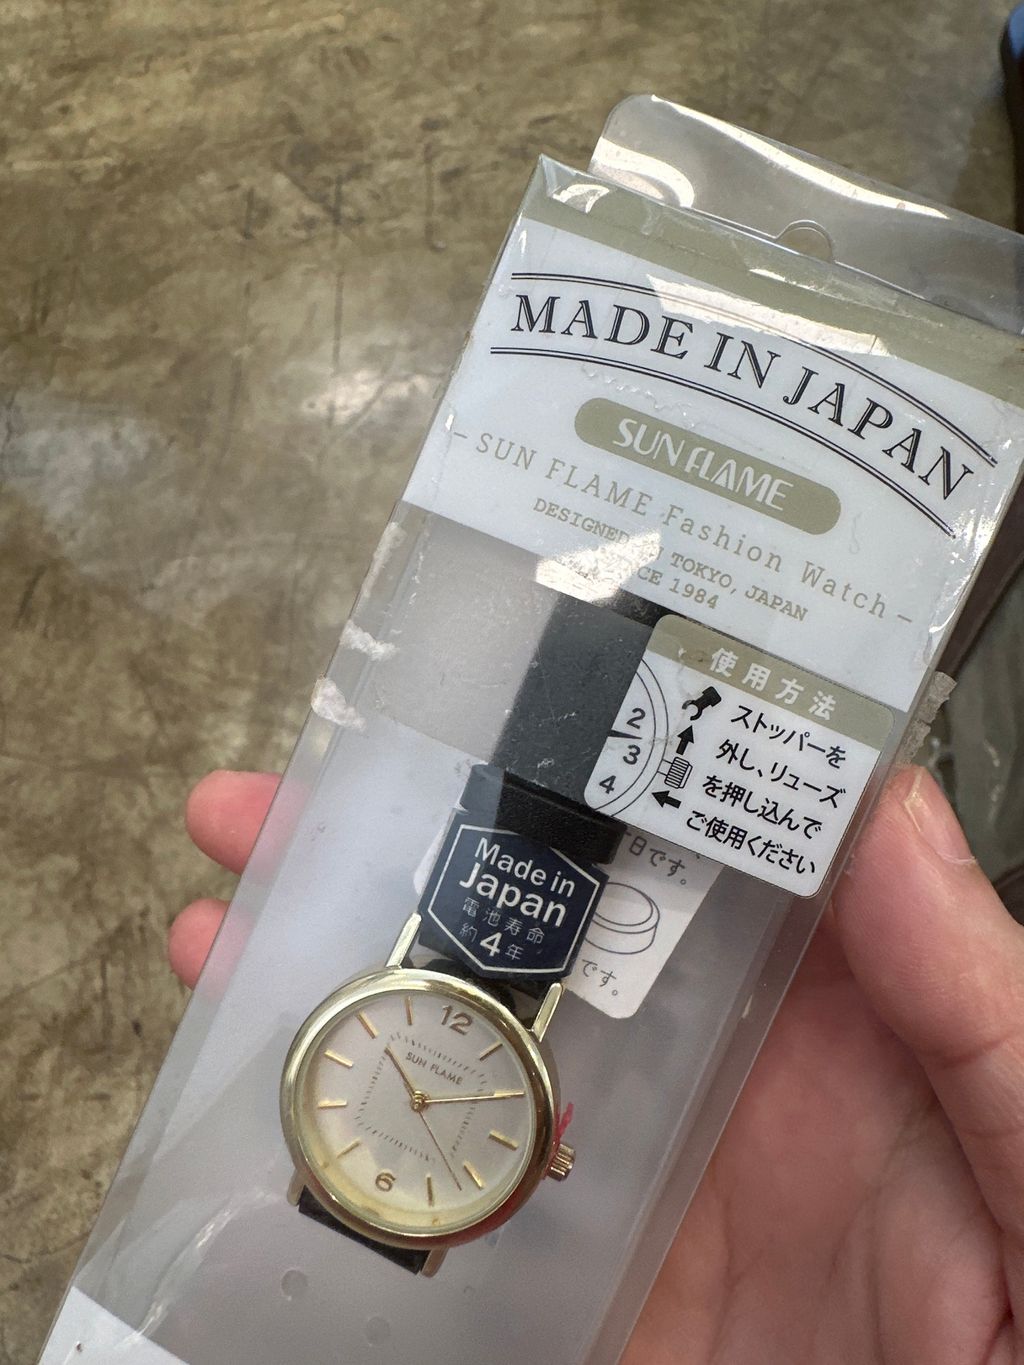 MADE IN JAPAN
SUN FLAME
– SUN FLAME Fashion Watch –
DESIGNED IN TOKYO, JAPAN
CE 1984
使用方法
ストッパーを
外し、リューズ
を押し込んで
ご使用ください
2
3
4
日です。
です。
Made in
Japan
電池寿命
約4年
12
SUN FLAME
6